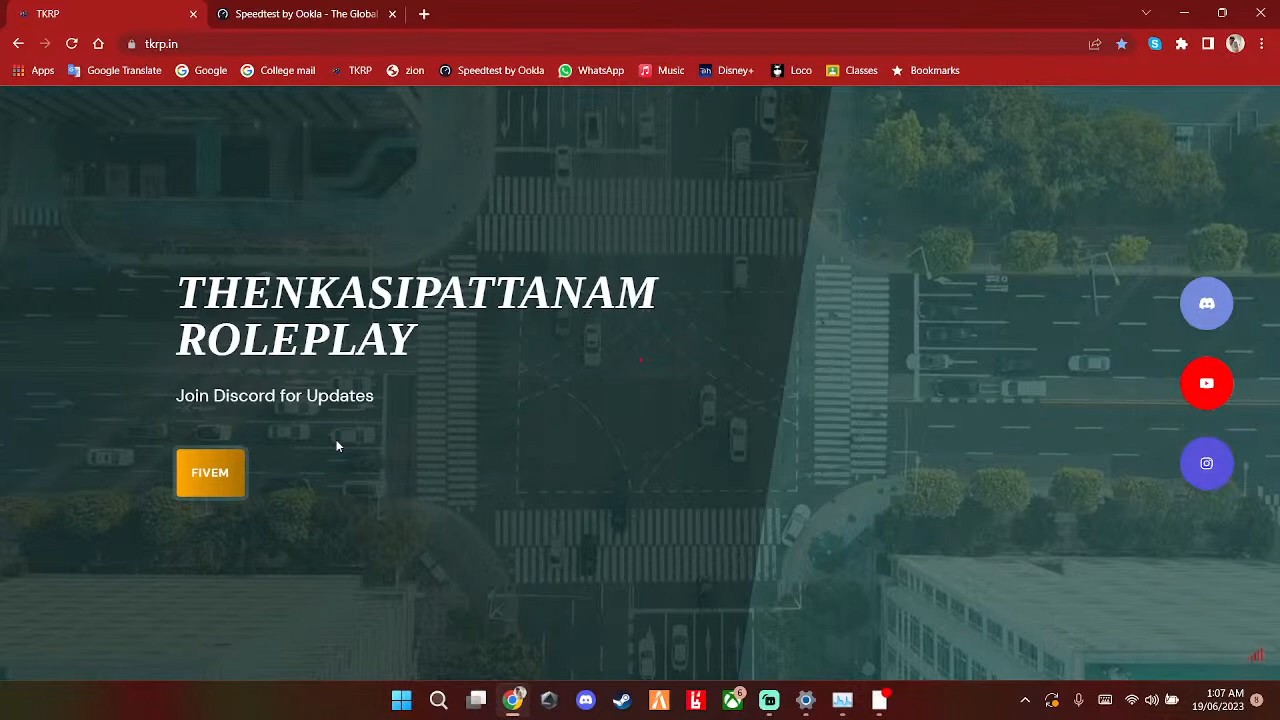 TKRP
Speedtest by Ookla - The Global
tkrp.in
Apps
Google Translate
Google
College mail
TKRP
zion
Speedtest by Ookla
WhatsApp
Music
Disney+
Loco
Classes
Bookmarks
THENKASIPATTANAM
ROLEPLAY
Join Discord for Updates
FIVEM
6
1:07 AM
19/06/2023
8